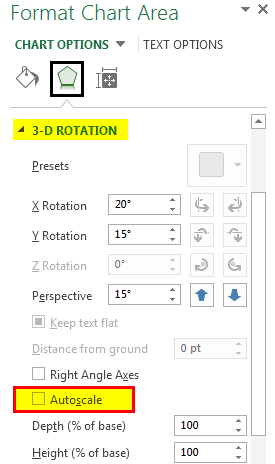 Format Chart Area
CHART OPTIONS TEXT OPTIONS
3-D ROTATION
Presets
X Rotation 20°
Y Rotation 15°
Z Rotation 0°
Perspective 15°
Keep text flat
Distance from ground 0 pt
Right Angle Axes
Autoscale
Depth (% of base) 100
Height (% of base) 100